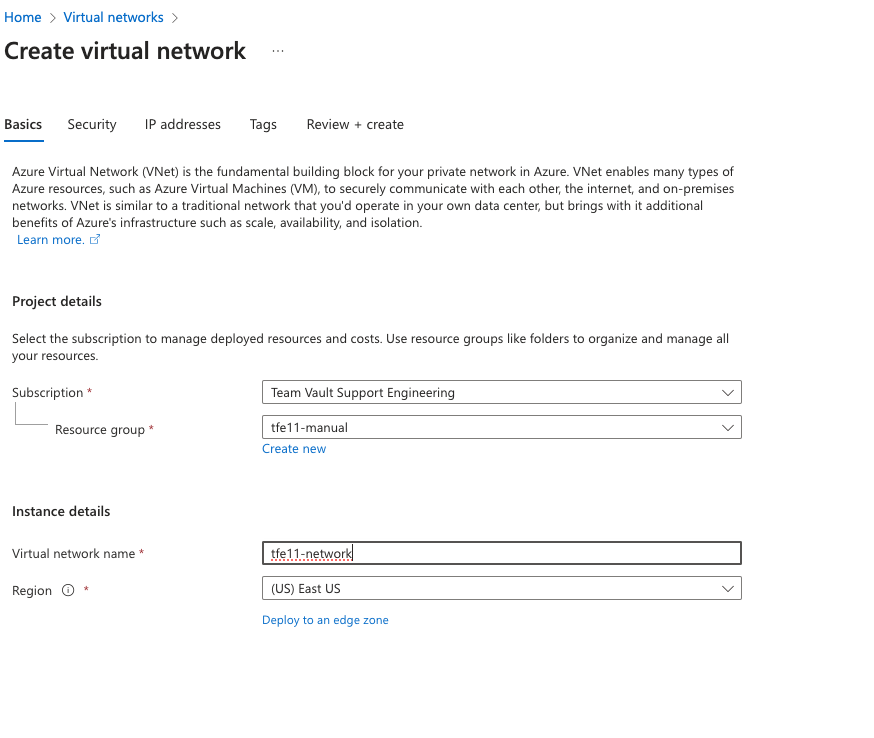 Home > Virtual networks >
Create virtual network ...
Basics Security IP addresses Tags Review + create
Azure Virtual Network (VNet) is the fundamental building block for your private network in Azure. VNet enables many types of
Azure resources, such as Azure Virtual Machines (VM), to securely communicate with each other, the internet, and on-premises
networks. VNet is similar to a traditional network that you'd operate in your own data center, but brings with it additional
benefits of Azure's infrastructure such as scale, availability, and isolation.
Learn more.
Project details
Select the subscription to manage deployed resources and costs. Use resource groups like folders to organize and manage all
your resources.
Subscription * Team Vault Support Engineering
Resource group * tfe11-manual
Create new
Instance details
Virtual network name * tfe11-network
Region * (US) East US
Deploy to an edge zone